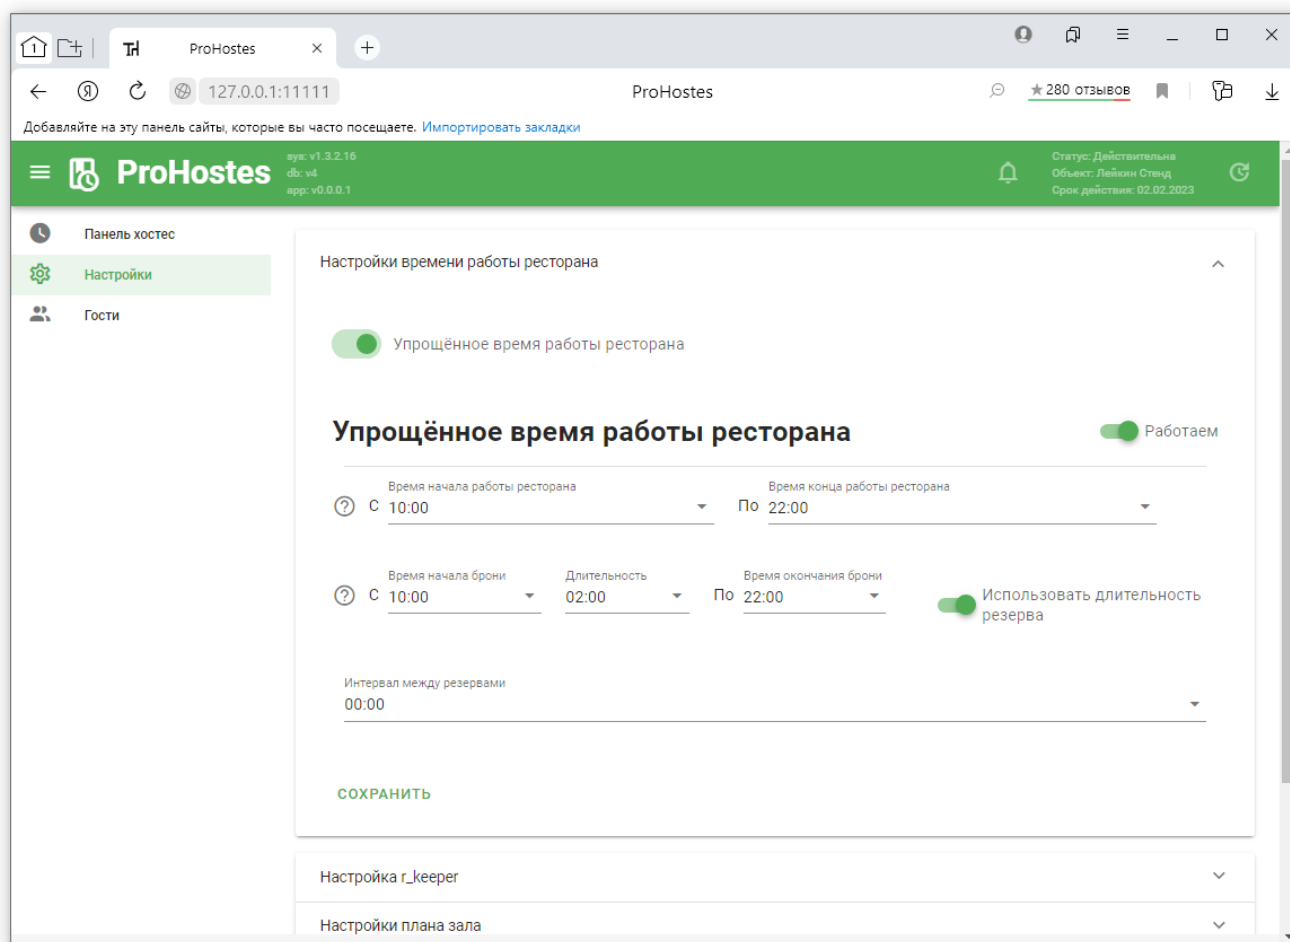 1
ProHostes
Я
127.0.0.1:11111
ProHostes
280 отзывов
Добавляйте на эту панель сайты, которые вы часто посещаете. Импортировать закладки
ProHostes
sys: v1.3.2.16
db: v4
app: v0.0.0.1
Статус: Действительна
Объект: Лейкин Стенд
Срок действия: 02.02.2023
Панель хостес
Настройки
Гости
Настройки времени работы ресторана
Упрощённое время работы ресторана
Упрощённое время работы ресторана
Работаем
Время начала работы ресторана
Время конца работы ресторана
С 10:00
По 22:00
Время начала брони
Длительность
Время окончания брони
С 10:00
02:00
По 22:00
Использовать длительность
резерва
Интервал между резервами
00:00
СОХРАНИТЬ
Настройка r_keeper
Настройки плана зала